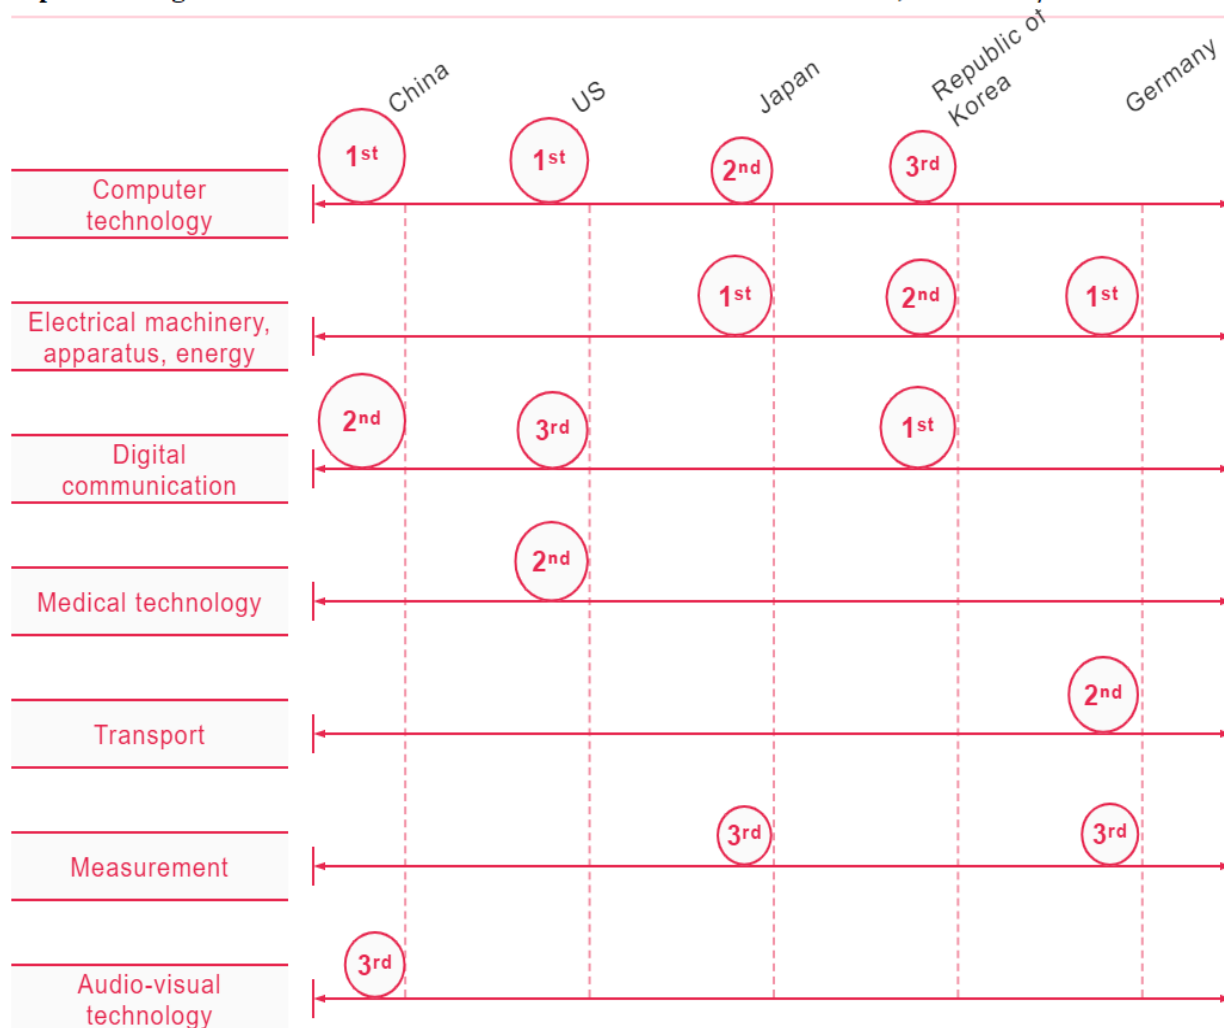 China
US
Japan
Republic of
Korea
Germany
1st
1st
2nd
3rd
Computer
technology
1st
2nd
1st
Electrical machinery,
apparatus, energy
2nd
3rd
1st
Digital
communication
2nd
Medical technology
2nd
Transport
3rd
3rd
Measurement
3rd
Audio-visual
technology